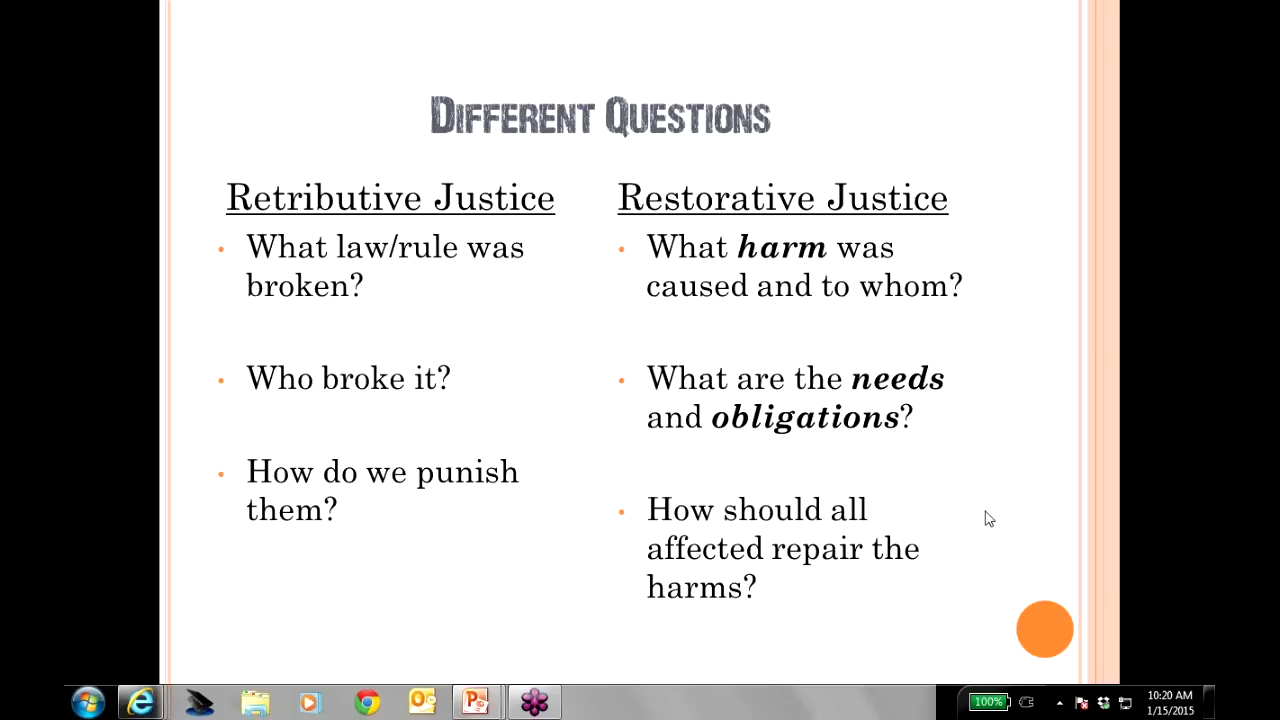 Different Questions
Retributive Justice
• What law/rule was
broken?
• Who broke it?
• How do we punish
them?
Restorative Justice
• What harm was
caused and to whom?
• What are the needs
and obligations?
• How should all
affected repair the
harms?
100%
10:20 AM
1/15/2015